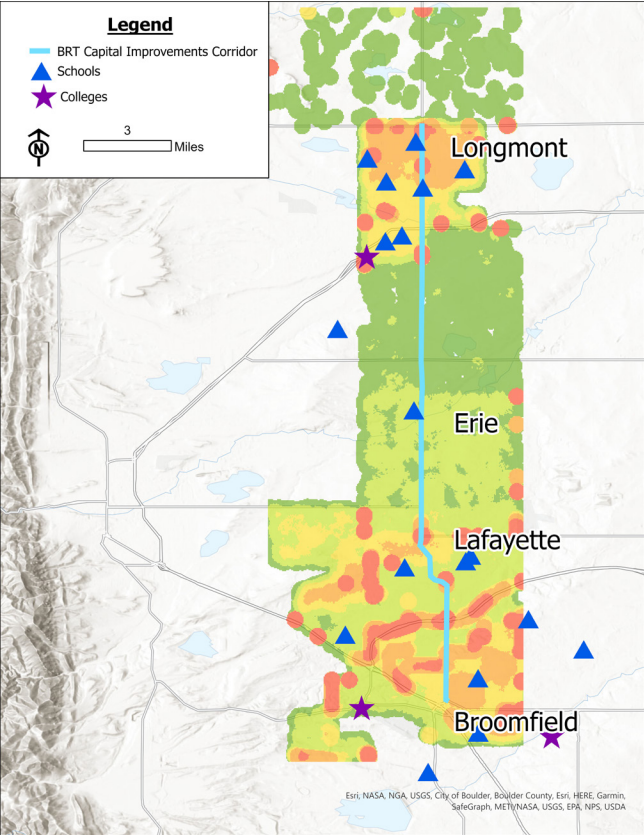 Legend
BRT Capital Improvements Corridor
Schools
Colleges
N
3
Miles
Longmont
Erie
Lafayette
Broomfield
Esri, NASA, NGA, USGS, City of Boulder, Boulder County, Esri, HERE, Garmin,
SafeGraph, METI/NASA, USGS, EPA, NPS, USDA